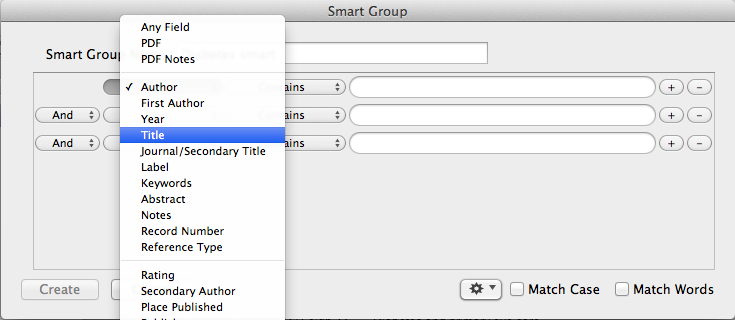 Smart Group
Any Field
PDF
PDF Notes
Smart Group
✓ Author
First Author
Year
Title
Journal/Secondary Title
Label
Keywords
Abstract
Notes
Record Number
Reference Type
Rating
Secondary Author
Place Published
And
And
Contains
Contains
Contains
+ -
+ -
+ -
Create
Match Case
Match Words